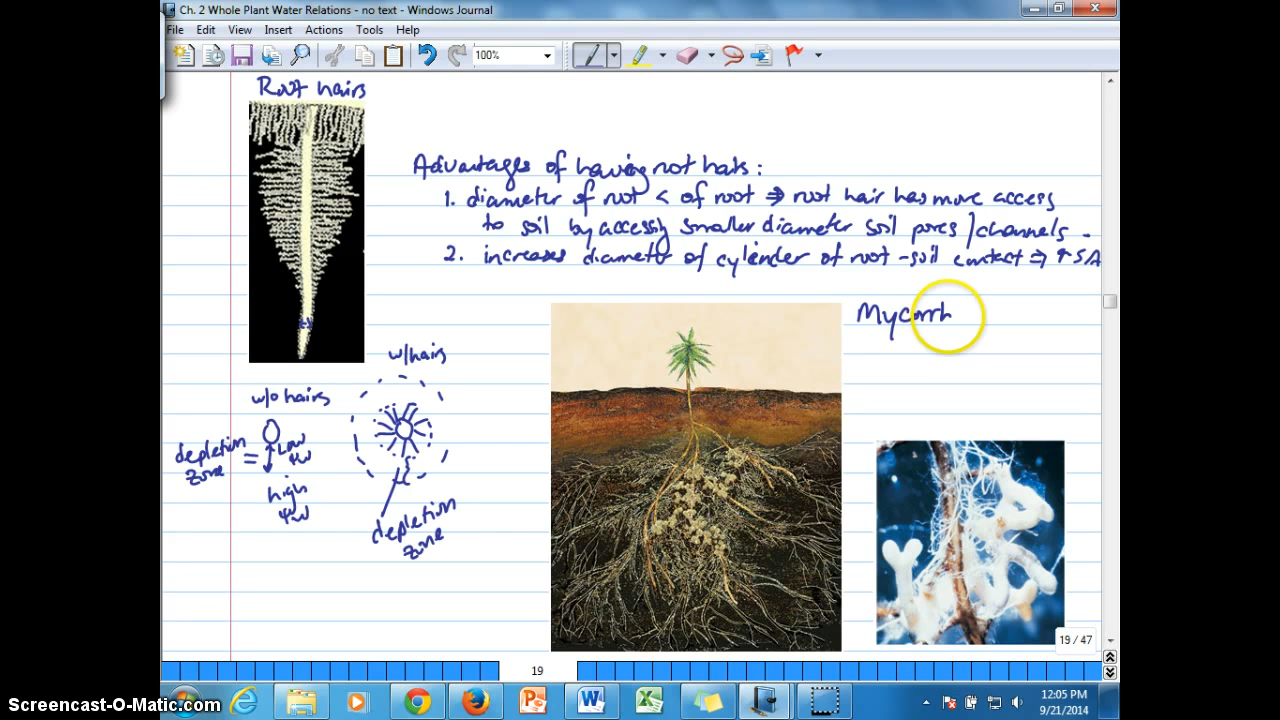 Ch. 2 Whole Plant Water Relations - no text - Windows Journal
File Edit View Insert Actions Tools Help
100%
Root hairs
Advantages of having root hairs:
1. diameter of root < of root ⇒ root hair has more access
to soil by accessing smaller diameter soil pores/channels.
2. increases diameter of cylinder of root-soil contact ⇒ ↑SA
Mycorrh
w/hairs
w/o hairs
depletion zone =
Low Ψw
high Ψw
depletion
zone
19 / 47
19
Screencast-O-Matic.com
12:05 PM
9/21/2014